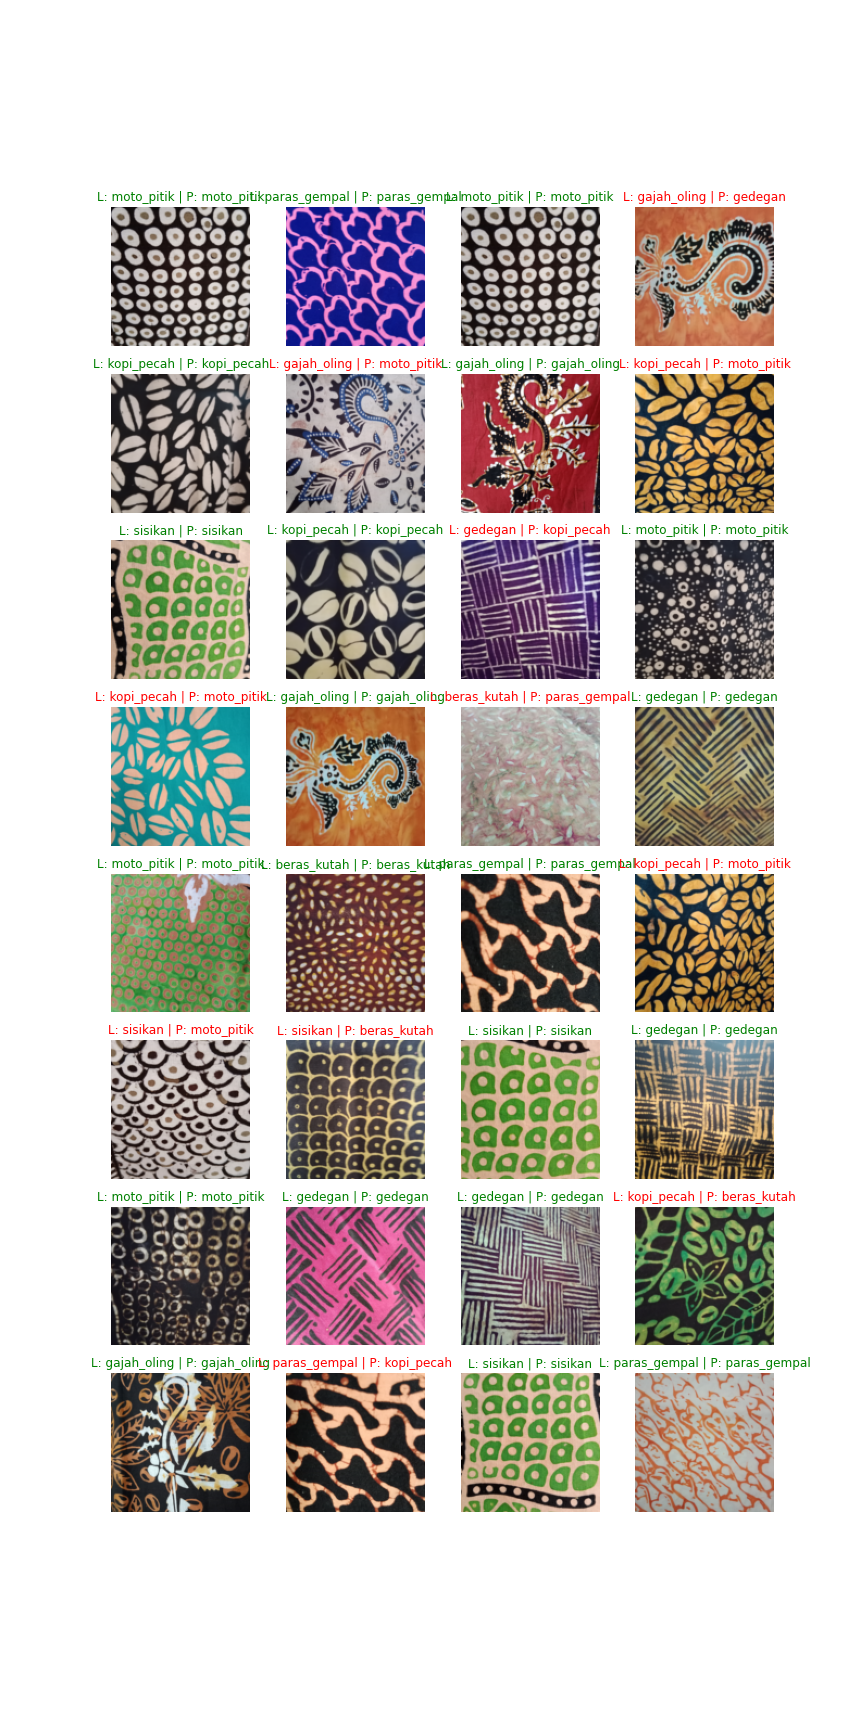 L: moto_pitik | P: moto_pitik
L: paras_gempal | P: paras_gempal
L: moto_pitik | P: moto_pitik
L: gajah_oling | P: gedegan
L: kopi_pecah | P: kopi_pecah
L: gajah_oling | P: moto_pitik
L: gajah_oling | P: gajah_oling
L: kopi_pecah | P: moto_pitik
L: sisikan | P: sisikan
L: kopi_pecah | P: kopi_pecah
L: gedegan | P: kopi_pecah
L: moto_pitik | P: moto_pitik
L: kopi_pecah | P: moto_pitik
L: gajah_oling | P: gajah_oling
L: beras_kutah | P: paras_gempal
L: gedegan | P: gedegan
L: moto_pitik | P: moto_pitik
L: beras_kutah | P: beras_kutah
L: paras_gempal | P: paras_gempal
L: kopi_pecah | P: moto_pitik
L: sisikan | P: moto_pitik
L: sisikan | P: beras_kutah
L: sisikan | P: sisikan
L: gedegan | P: gedegan
L: moto_pitik | P: moto_pitik
L: gedegan | P: gedegan
L: gedegan | P: gedegan
L: kopi_pecah | P: beras_kutah
L: gajah_oling | P: gajah_oling
L: paras_gempal | P: kopi_pecah
L: sisikan | P: sisikan
L: paras_gempal | P: paras_gempal